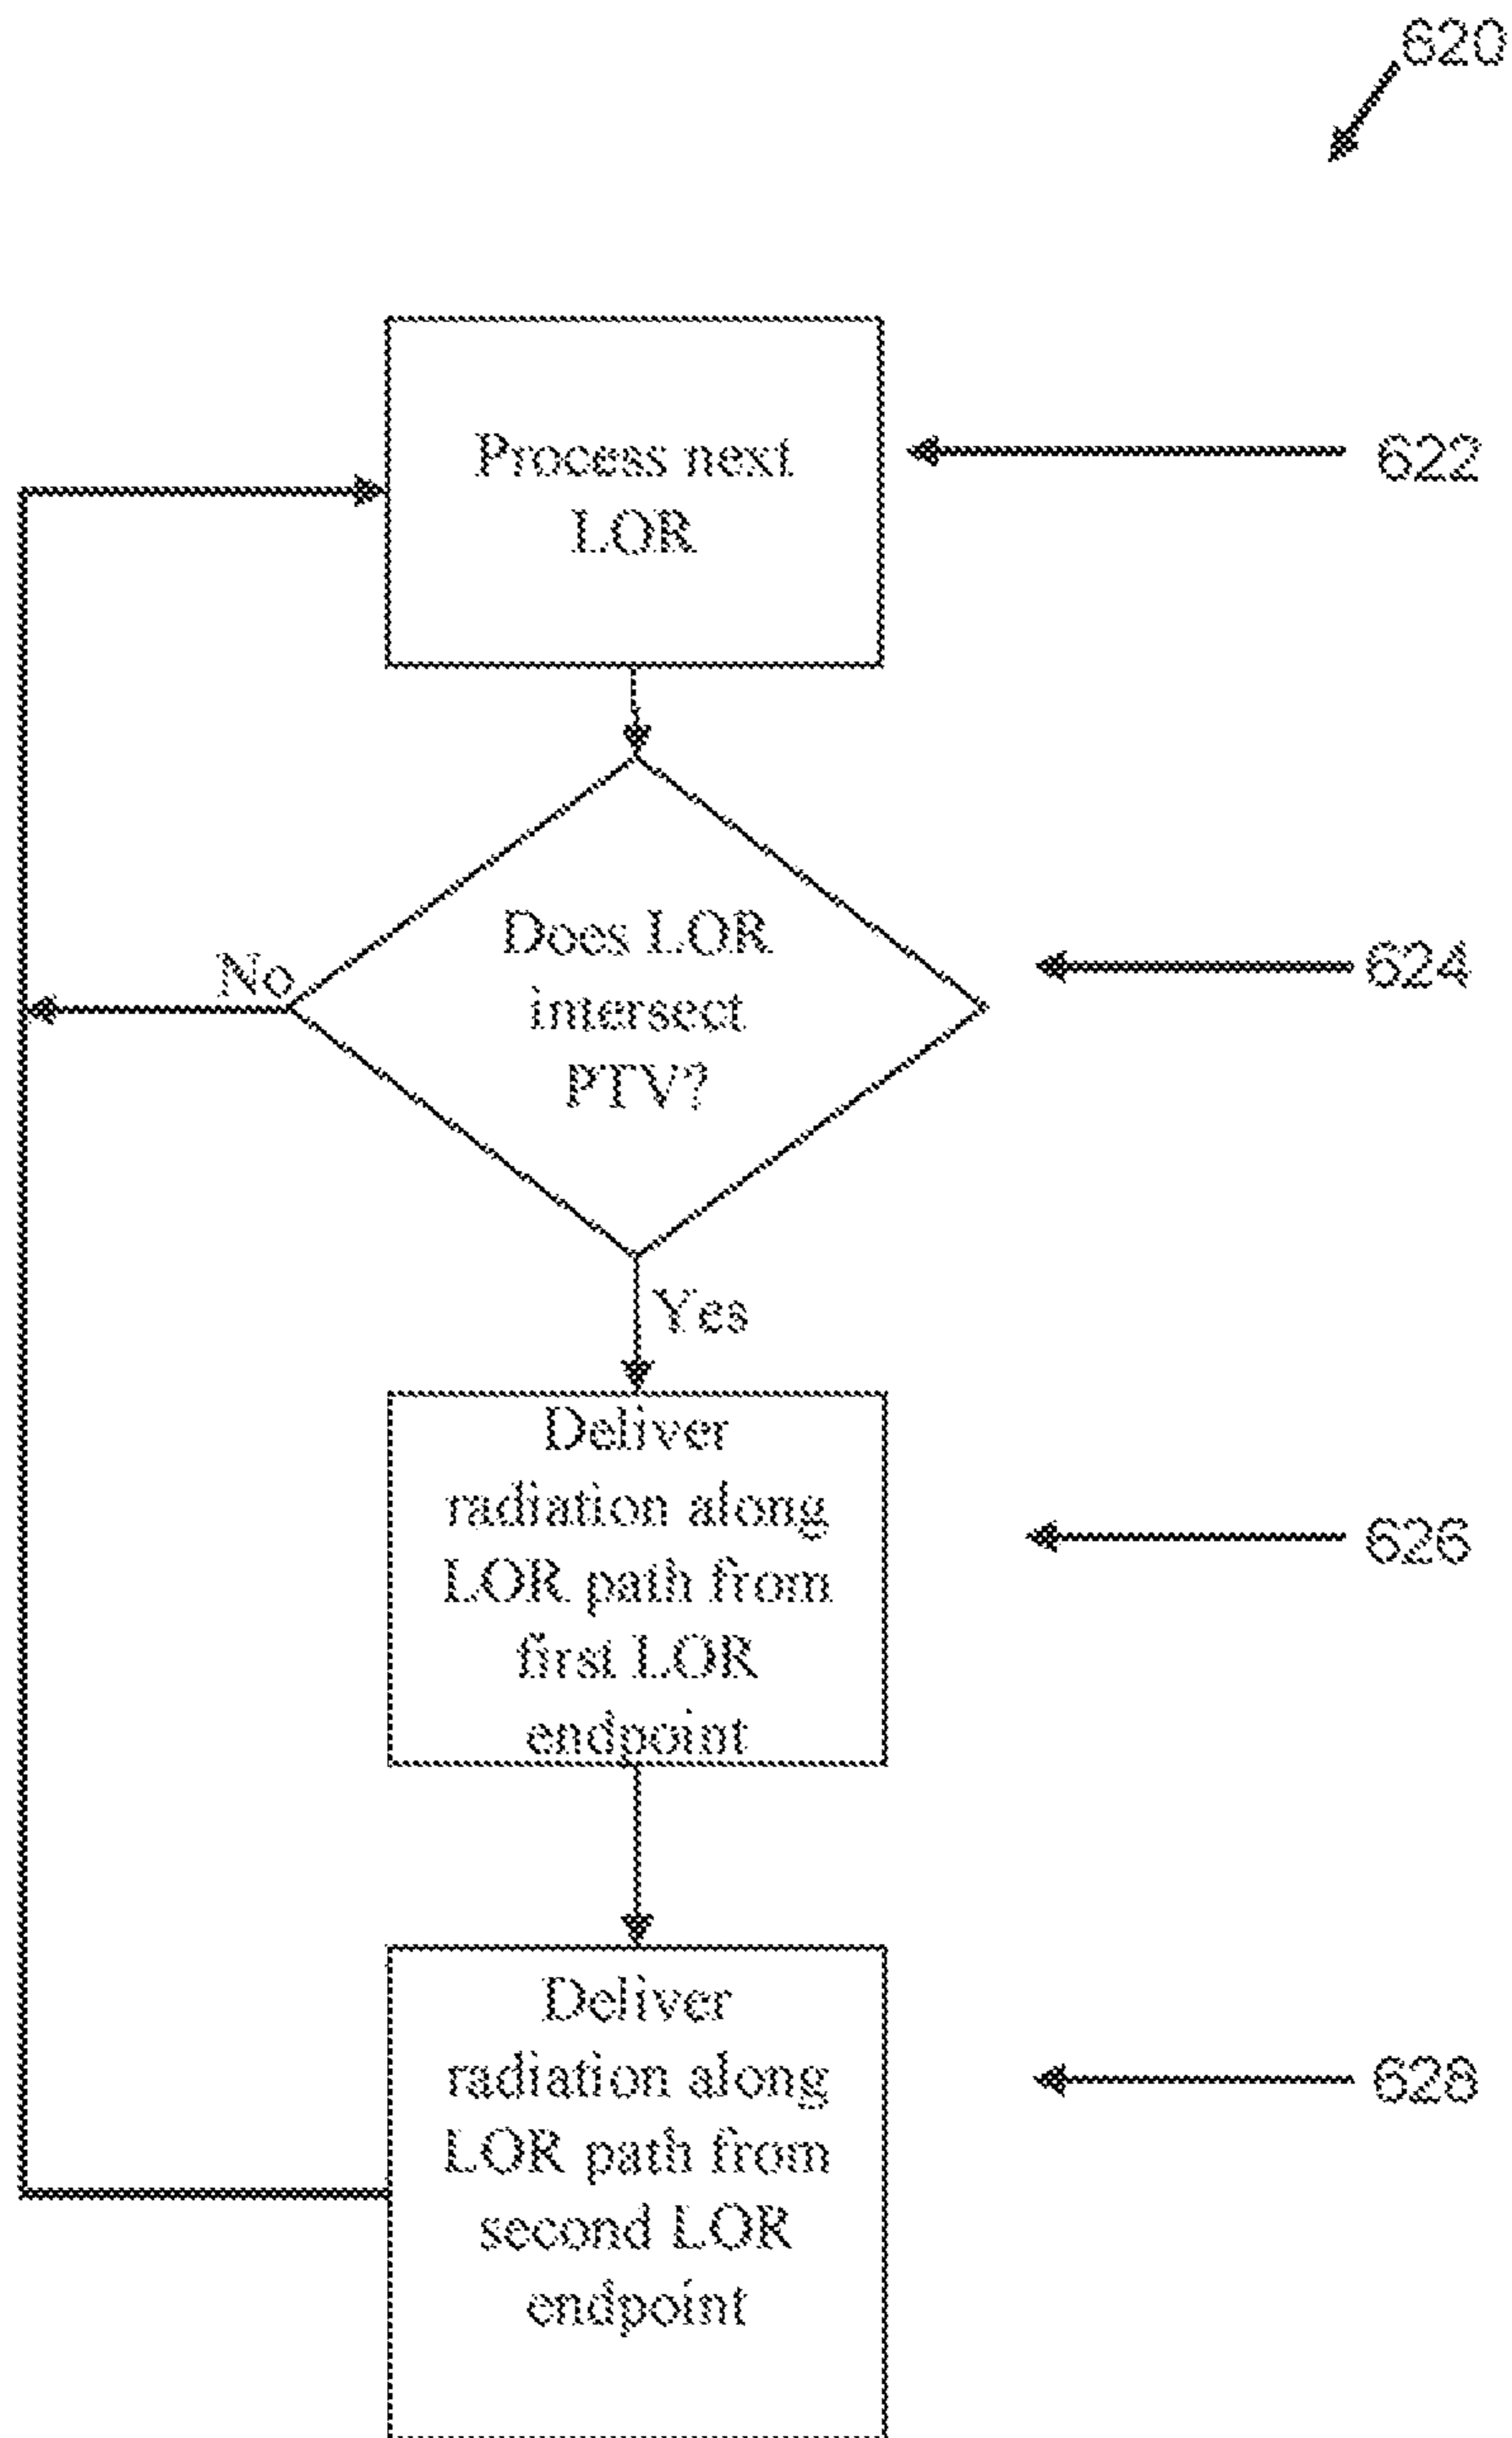 620
Process next
LOR
622
Does LOR
intersect
PTV?
624
No
Yes
Deliver
radiation along
LOR path from
first LOR
endpoint
626
Deliver
radiation along
LOR path from
second LOR
endpoint
628